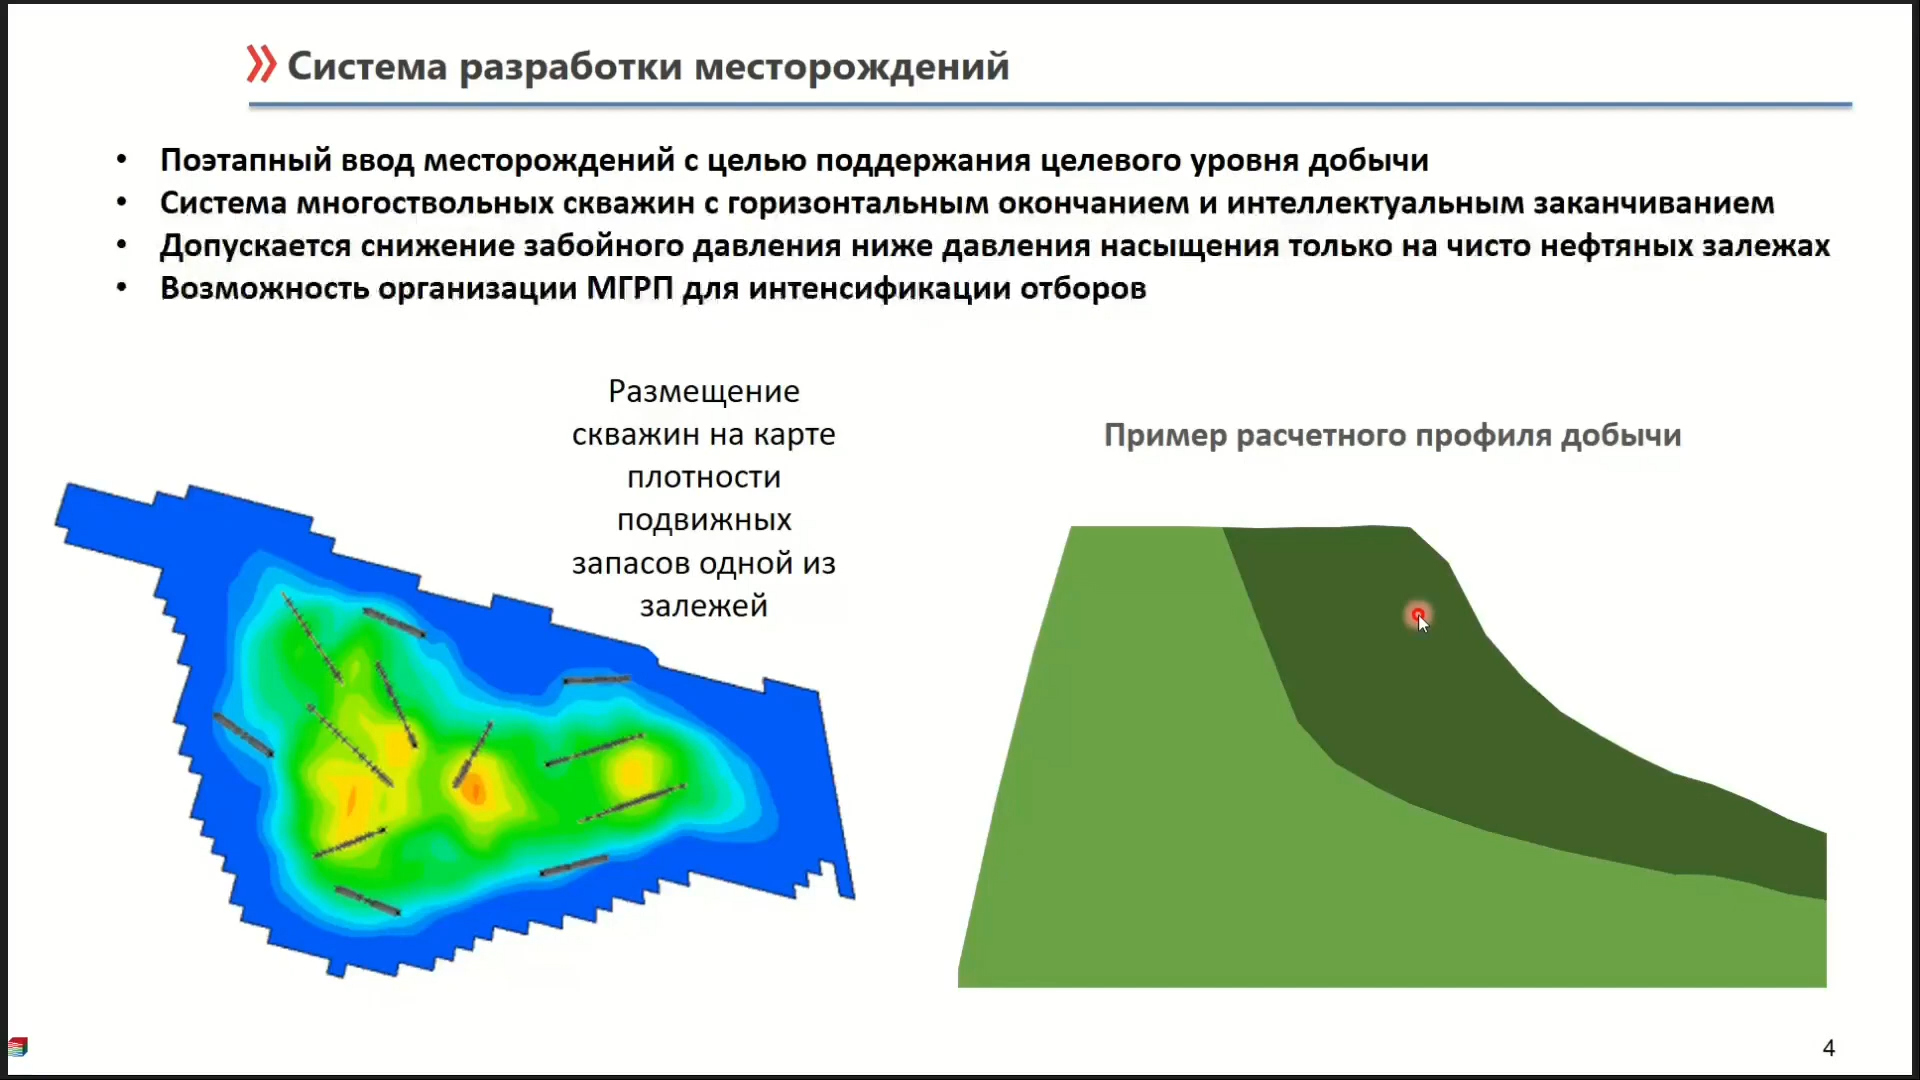 Система разработки месторождений
• Поэтапный ввод месторождений с целью поддержания целевого уровня добычи
• Система многоствольных скважин с горизонтальным окончанием и интеллектуальным заканчиванием
• Допускается снижение забойного давления ниже давления насыщения только на чисто нефтяных залежах
• Возможность организации МГРП для интенсификации отборов
Размещение
скважин на карте
плотности
подвижных
запасов одной из
залежей
Пример расчетного профиля добычи
4